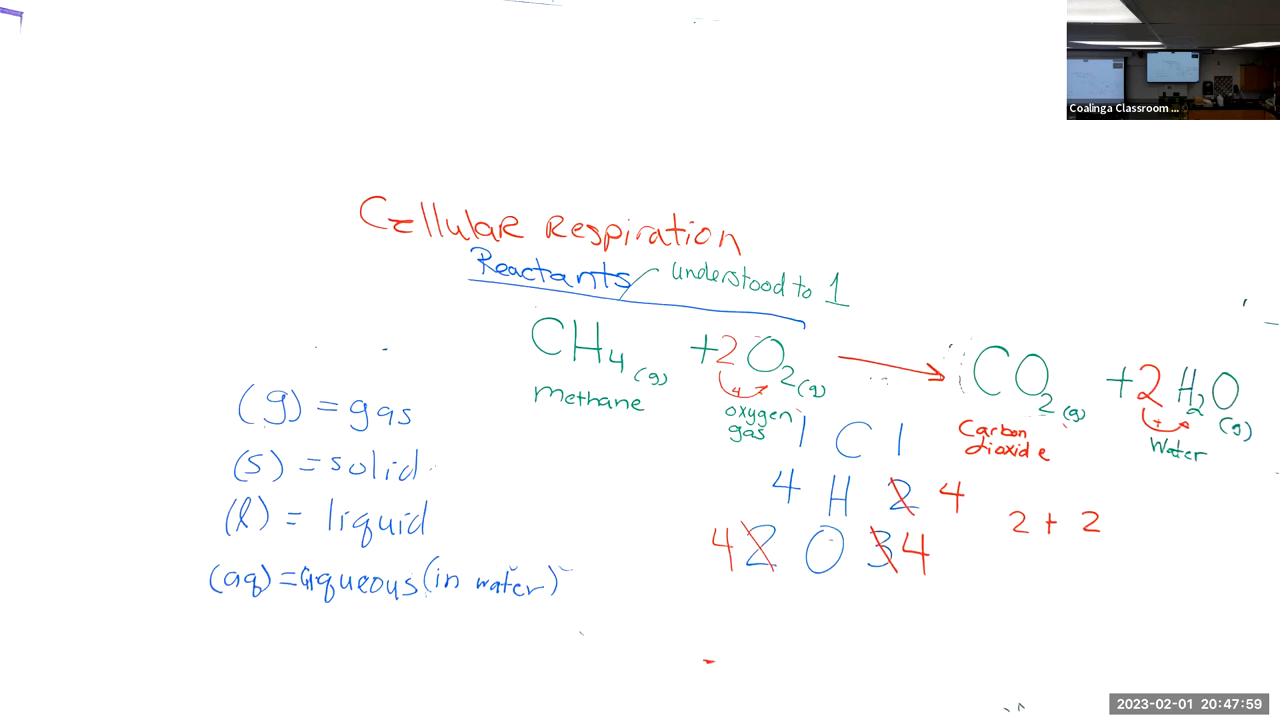 Coalinga Classroom ...
Cellular Respiration
Reactants understood to 1
CH4(g) + 2O2(g) → CO2(g) + 2H2O(g)
methane
oxygen
gas
Carbon
dioxide
Water
(g) = gas
(s) = solid
(l) = liquid
(aq) = aqueous (in water)
1 C 1
4 H 2 4
4 2 O 3 4
2 + 2
2023-02-01 20:47:59